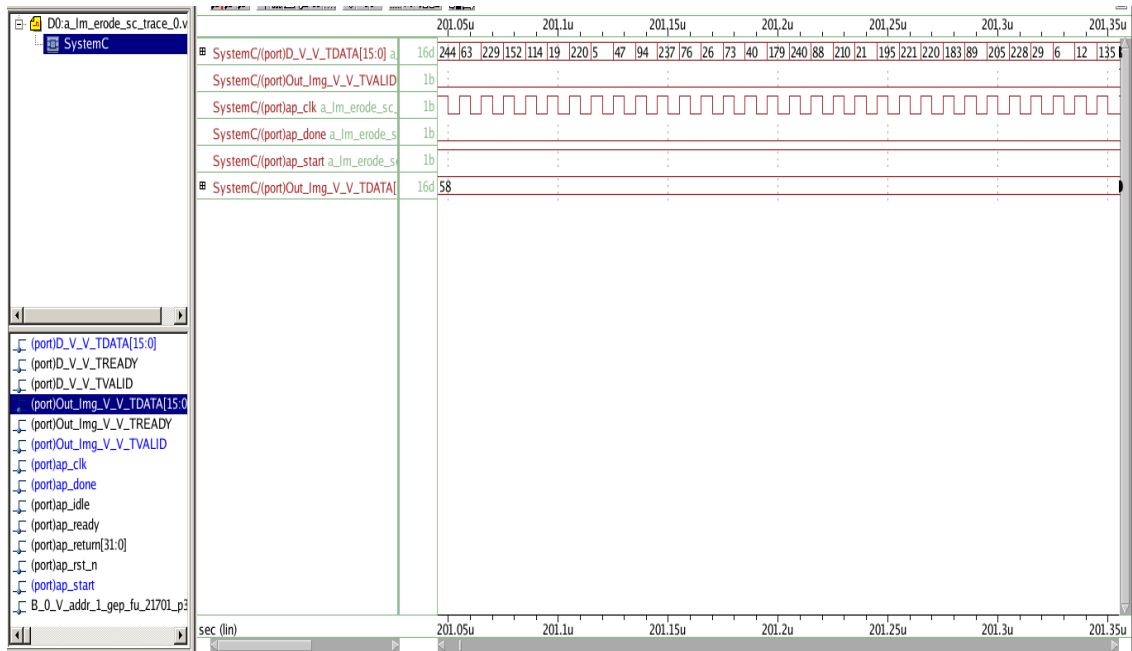 D0:a_Im_erode_sc_trace_0.v
SystemC
201.05u 201.1u 201.15u 201.2u 201.25u 201.3u 201.35u
SystemC/(port)D_V_V_TDATA[15:0] a_ 16d 244 63 229 152 114 19 220 5 47 94 237 76 26 73 40 179 240 88 210 21 195 221 220 183 89 205 228 29 6 12 135
SystemC/(port)Out_Img_V_V_TVALID 1b
SystemC/(port)ap_clk a_Im_erode_sc_ 1b
SystemC/(port)ap_done a_Im_erode_s 1b
SystemC/(port)ap_start a_Im_erode_s 1b
SystemC/(port)Out_Img_V_V_TDATA[ 16d 58
(port)D_V_V_TDATA[15:0]
(port)D_V_V_TREADY
(port)D_V_V_TVALID
(port)Out_Img_V_V_TDATA[15:0
(port)Out_Img_V_V_TREADY
(port)Out_Img_V_V_TVALID
(port)ap_clk
(port)ap_done
(port)ap_idle
(port)ap_ready
(port)ap_return[31:0]
(port)ap_rst_n
(port)ap_start
B_0_V_addr_1_gep_fu_21701_p3
sec (lin) 201.05u 201.1u 201.15u 201.2u 201.25u 201.3u 201.35u